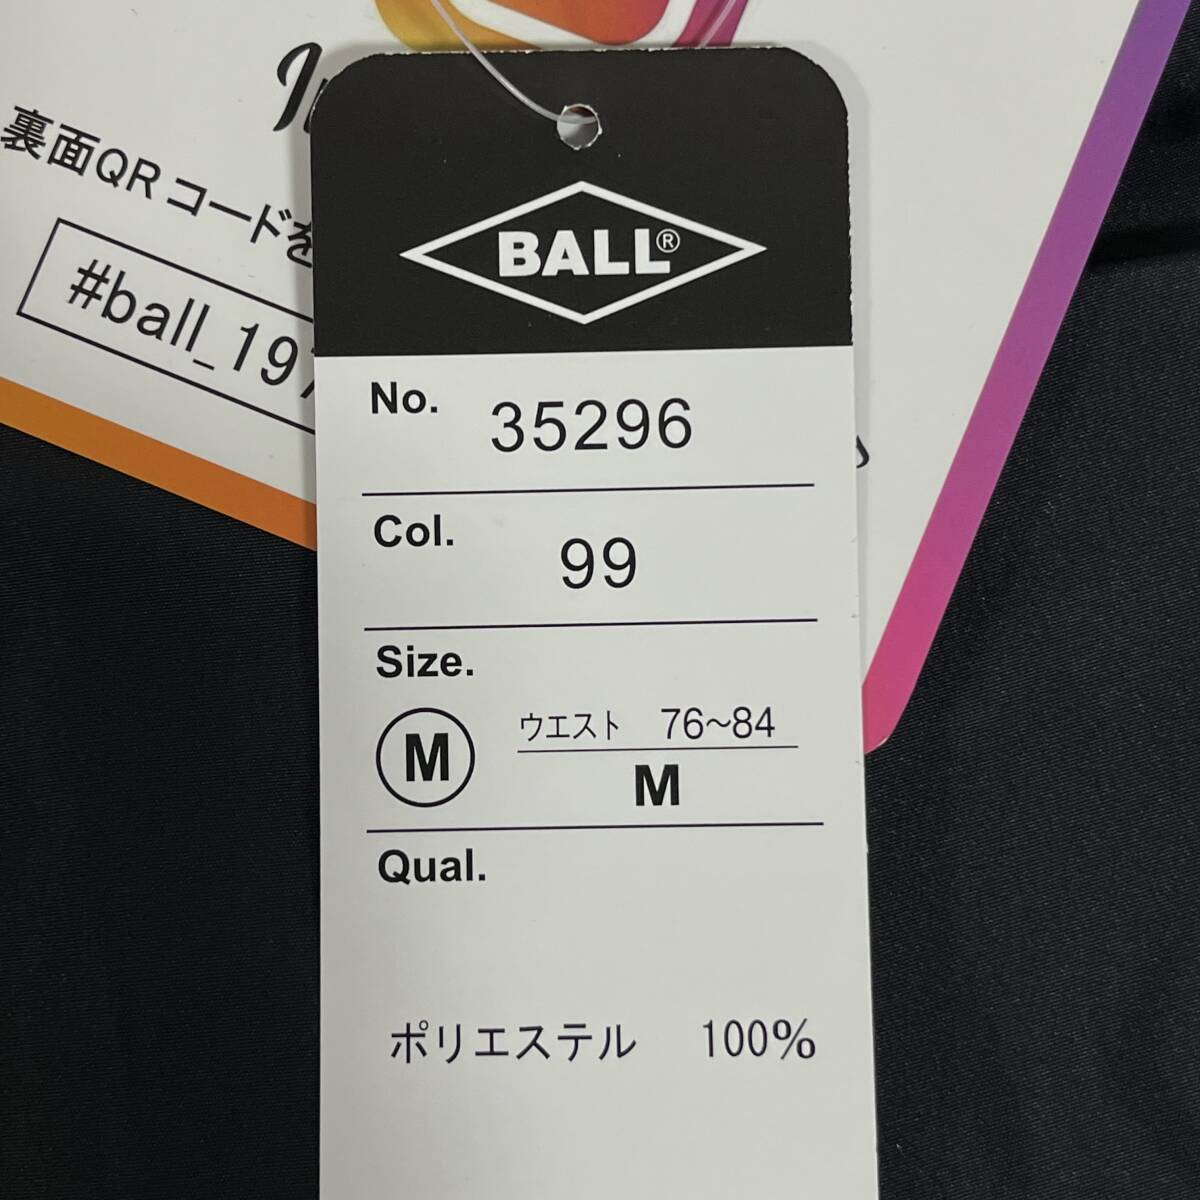 裏面QRコードを
#ball_197
BALL®
No. 35296
Col. 99
Size.
M
ウエスト 76~84
M
Qual.
ポリエステル 100%